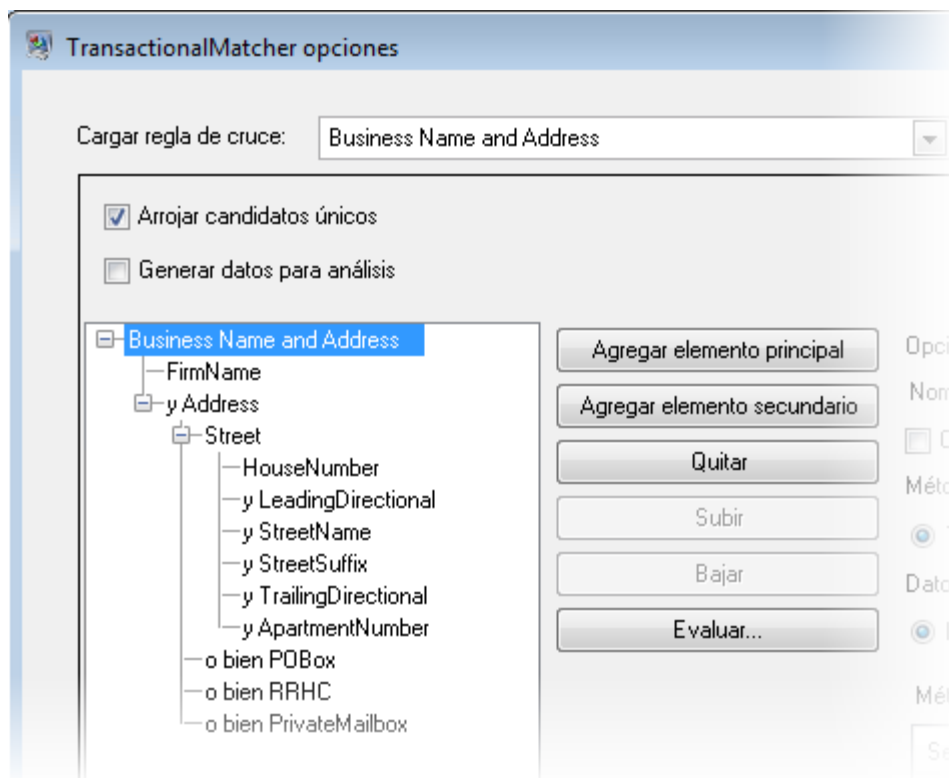 TransactionalMatcher opciones
Cargar regla de cruce: Business Name and Address
Arrojar candidatos únicos
Generar datos para análisis
Business Name and Address
FirmName
y Address
Street
HouseNumber
y LeadingDirectional
y StreetName
y StreetSuffix
y TrailingDirectional
y ApartmentNumber
o bien POBox
o bien RRHC
o bien PrivateMailbox
Agregar elemento principal
Agregar elemento secundario
Quitar
Subir
Bajar
Evaluar...